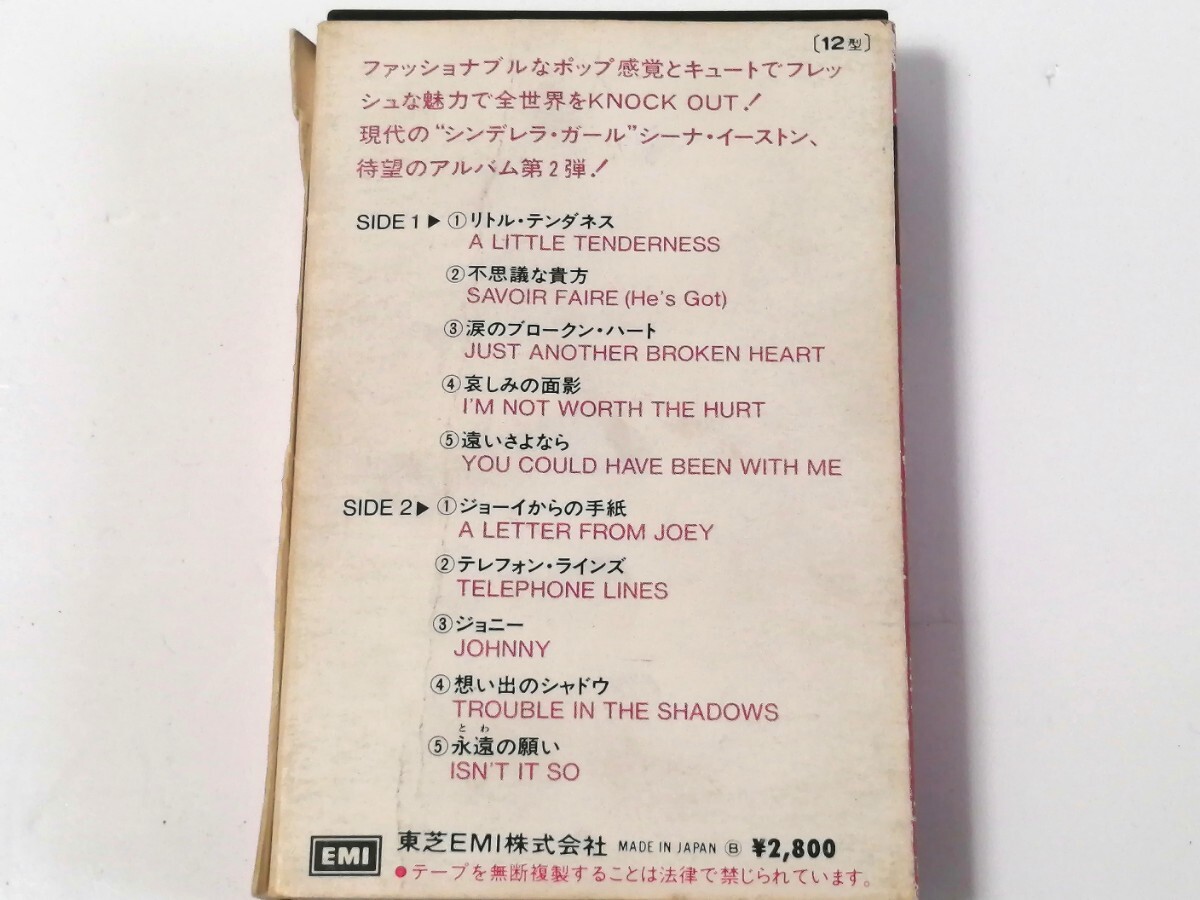 〔12型〕
ファッショナブルなポップ感覚とキュートでフレッ
シュな魅力で全世界をKNOCK OUT!
現代の“シンデレラ・ガール”シーナ・イーストン、
待望のアルバム第2弾!
SIDE 1▶ ①リトル・テンダネス
A LITTLE TENDERNESS
②不思議な貴方
SAVOIR FAIRE (He's Got)
③涙のブロークン・ハート
JUST ANOTHER BROKEN HEART
④哀しみの面影
I'M NOT WORTH THE HURT
⑤遠いさよなら
YOU COULD HAVE BEEN WITH ME
SIDE 2▶ ①ジョーイからの手紙
A LETTER FROM JOEY
②テレフォン・ラインズ
TELEPHONE LINES
③ジョニー
JOHNNY
④想い出のシャドウ
TROUBLE IN THE SHADOWS
とわ
⑤永遠の願い
ISN'T IT SO
EMI 東芝EMI株式会社 MADE IN JAPAN Ⓑ ¥2,800
●テープを無断複製することは法律で禁じられています。